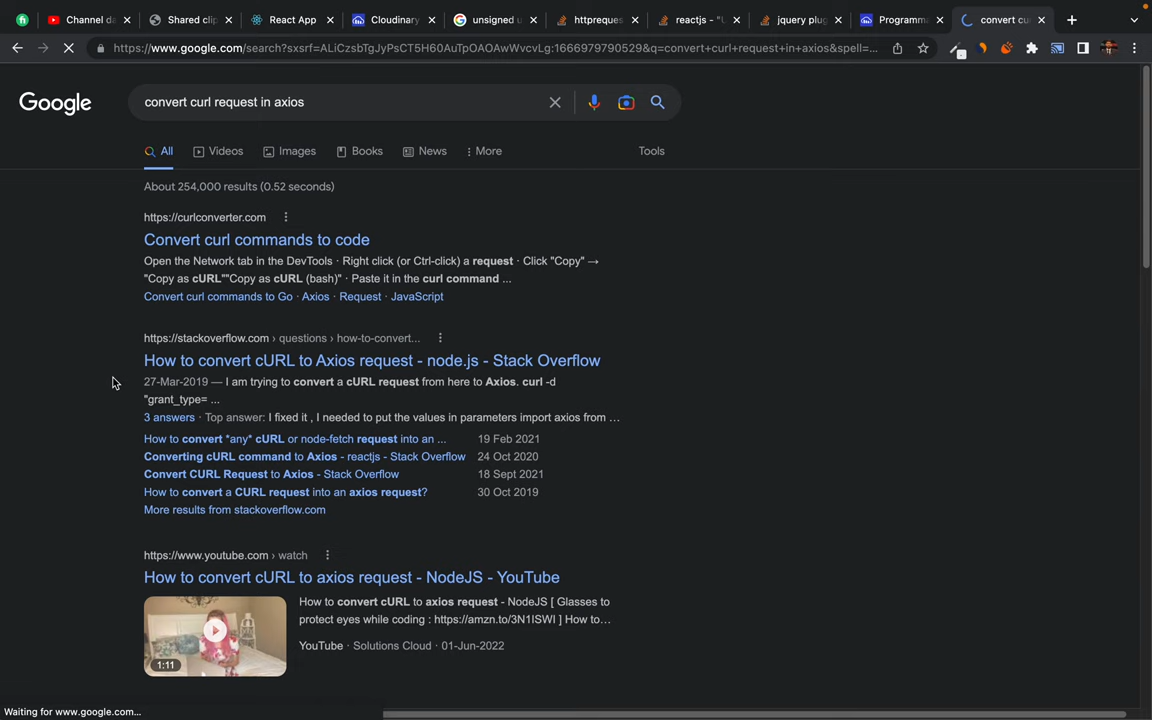 Channel da
Shared clip
React App
Cloudinary
unsigned u
httpreques
reactjs - "U
jquery plug
Programma
convert cu
https://www.google.com/search?sxsrf=ALiCzsbTgJyPsCT5H60AuTpOAOAwWvcvLg:1666979790529&q=convert+curl+request+in+axios&spell=...
Google
convert curl request in axios
All
Videos
Images
Books
News
More
Tools
About 254,000 results (0.52 seconds)
https://curlconverter.com
Convert curl commands to code
Open the Network tab in the DevTools · Right click (or Ctrl-click) a request · Click "Copy" →
"Copy as cURL""Copy as cURL (bash)" · Paste it in the curl command ...
Convert curl commands to Go · Axios · Request · JavaScript
https://stackoverflow.com › questions › how-to-convert...
How to convert cURL to Axios request - node.js - Stack Overflow
27-Mar-2019 — I am trying to convert a cURL request from here to Axios. curl -d
"grant_type= ...
3 answers · Top answer: I fixed it , I needed to put the values in parameters import axios from ...
How to convert *any* cURL or node-fetch request into an ... 19 Feb 2021
Converting cURL command to Axios - reactjs - Stack Overflow 24 Oct 2020
Convert CURL Request to Axios - Stack Overflow 18 Sept 2021
How to convert a CURL request into an axios request? 30 Oct 2019
More results from stackoverflow.com
https://www.youtube.com › watch
How to convert cURL to axios request - NodeJS - YouTube
How to convert cURL to axios request - NodeJS [ Glasses to
protect eyes while coding : https://amzn.to/3N1ISWI ] How to...
YouTube · Solutions Cloud · 01-Jun-2022
1:11
Waiting for www.google.com...